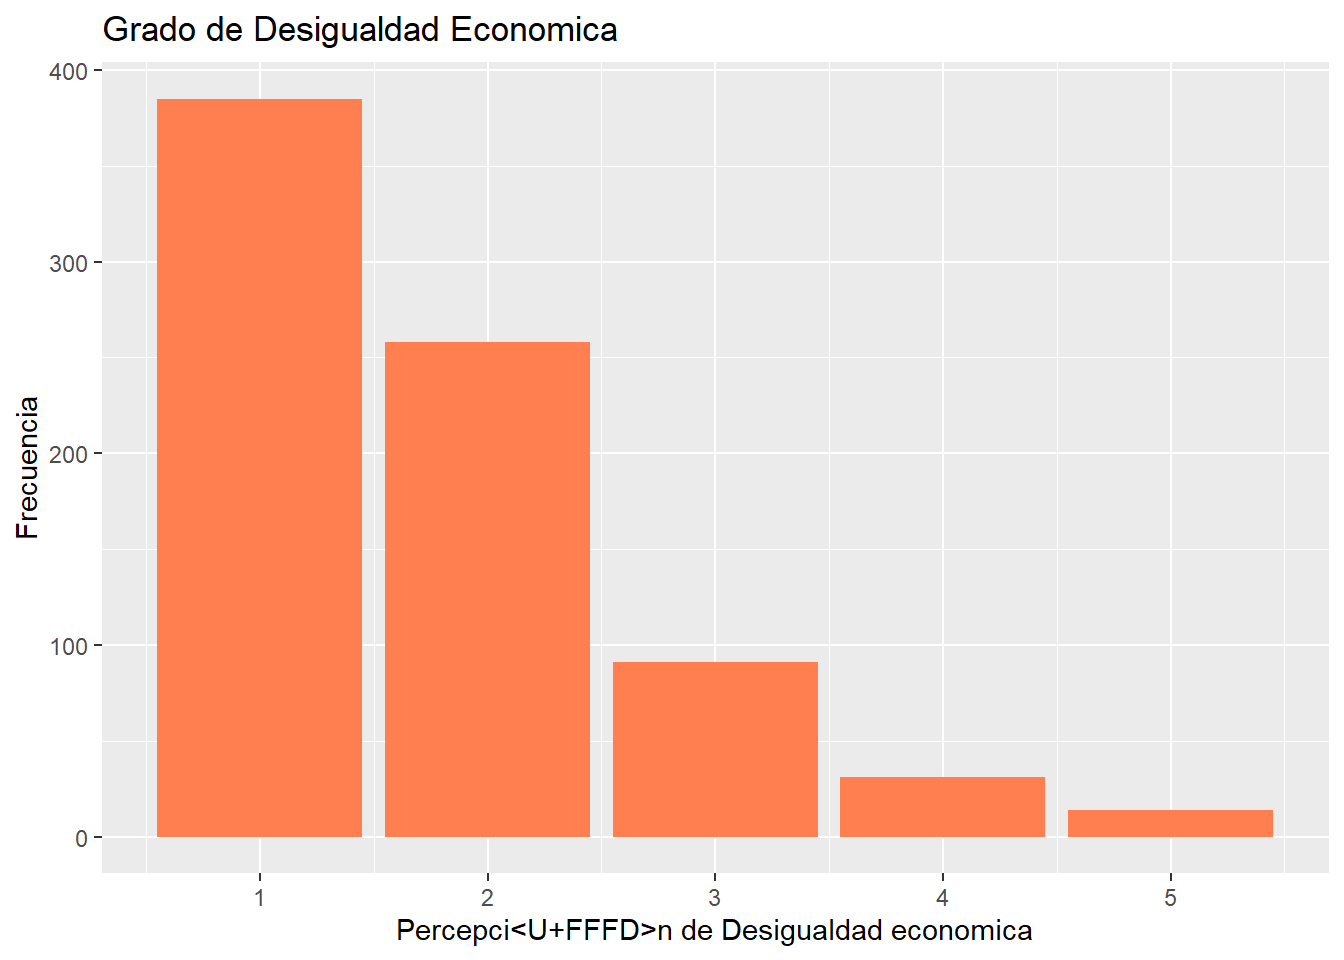 Grado de Desigualdad Economica
400
300
200
100
0
Frecuencia
1 2 3 4 5
Percepci<U+FFFD>n de Desigualdad economica